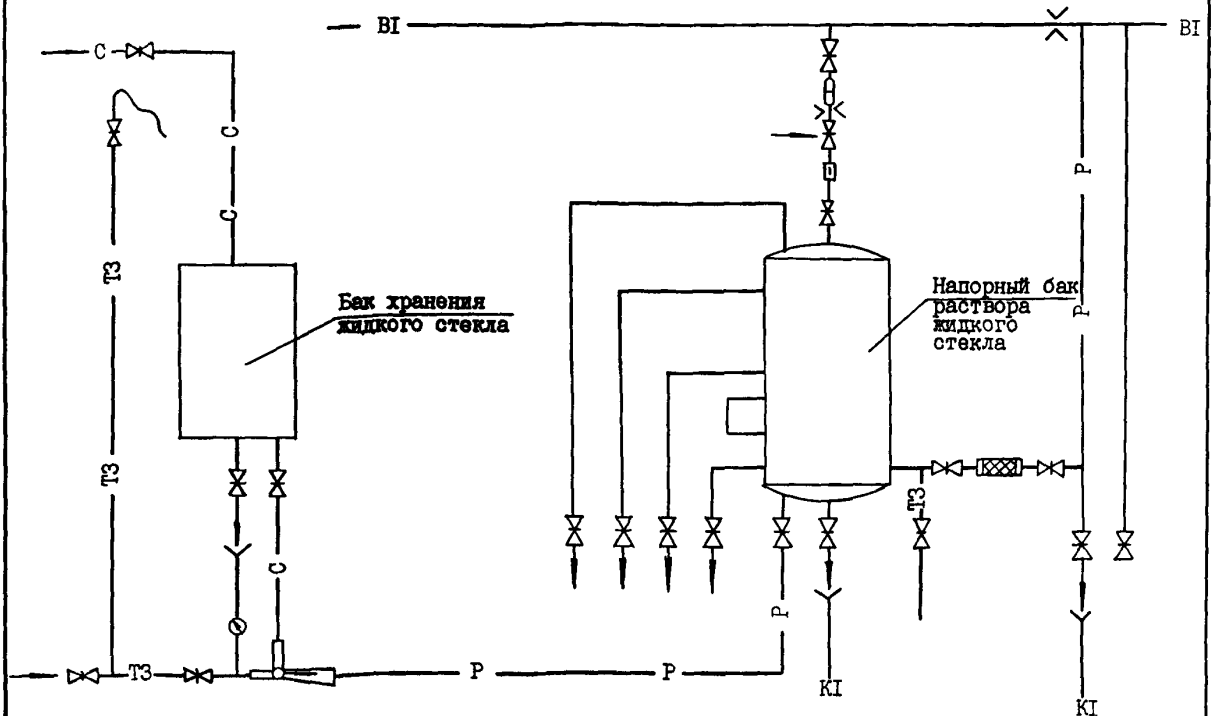 ВI
ВI
С
С
С
Р
ТЗ
Бак хранения
жидкого стекла
Напорный бак
раствора
жидкого
стекла
Р
ТЗ
ТЗ
С
Р
ТЗ
Р
Р
КI
КI